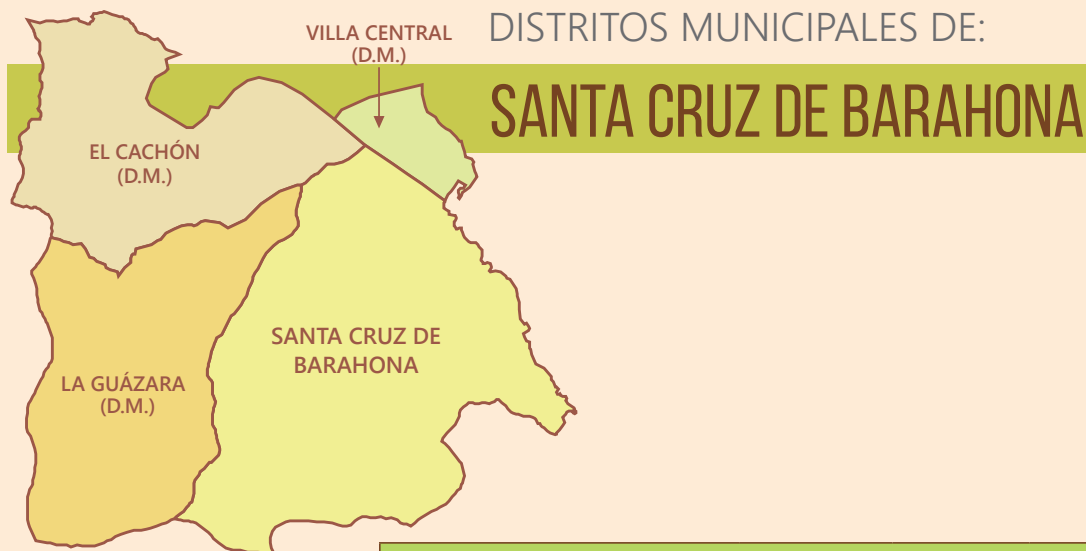 DISTRITOS MUNICIPALES DE:
SANTA CRUZ DE BARAHONA
VILLA CENTRAL
(D.M.)
EL CACHÓN
(D.M.)
SANTA CRUZ DE
BARAHONA
LA GUÁZARA
(D.M.)